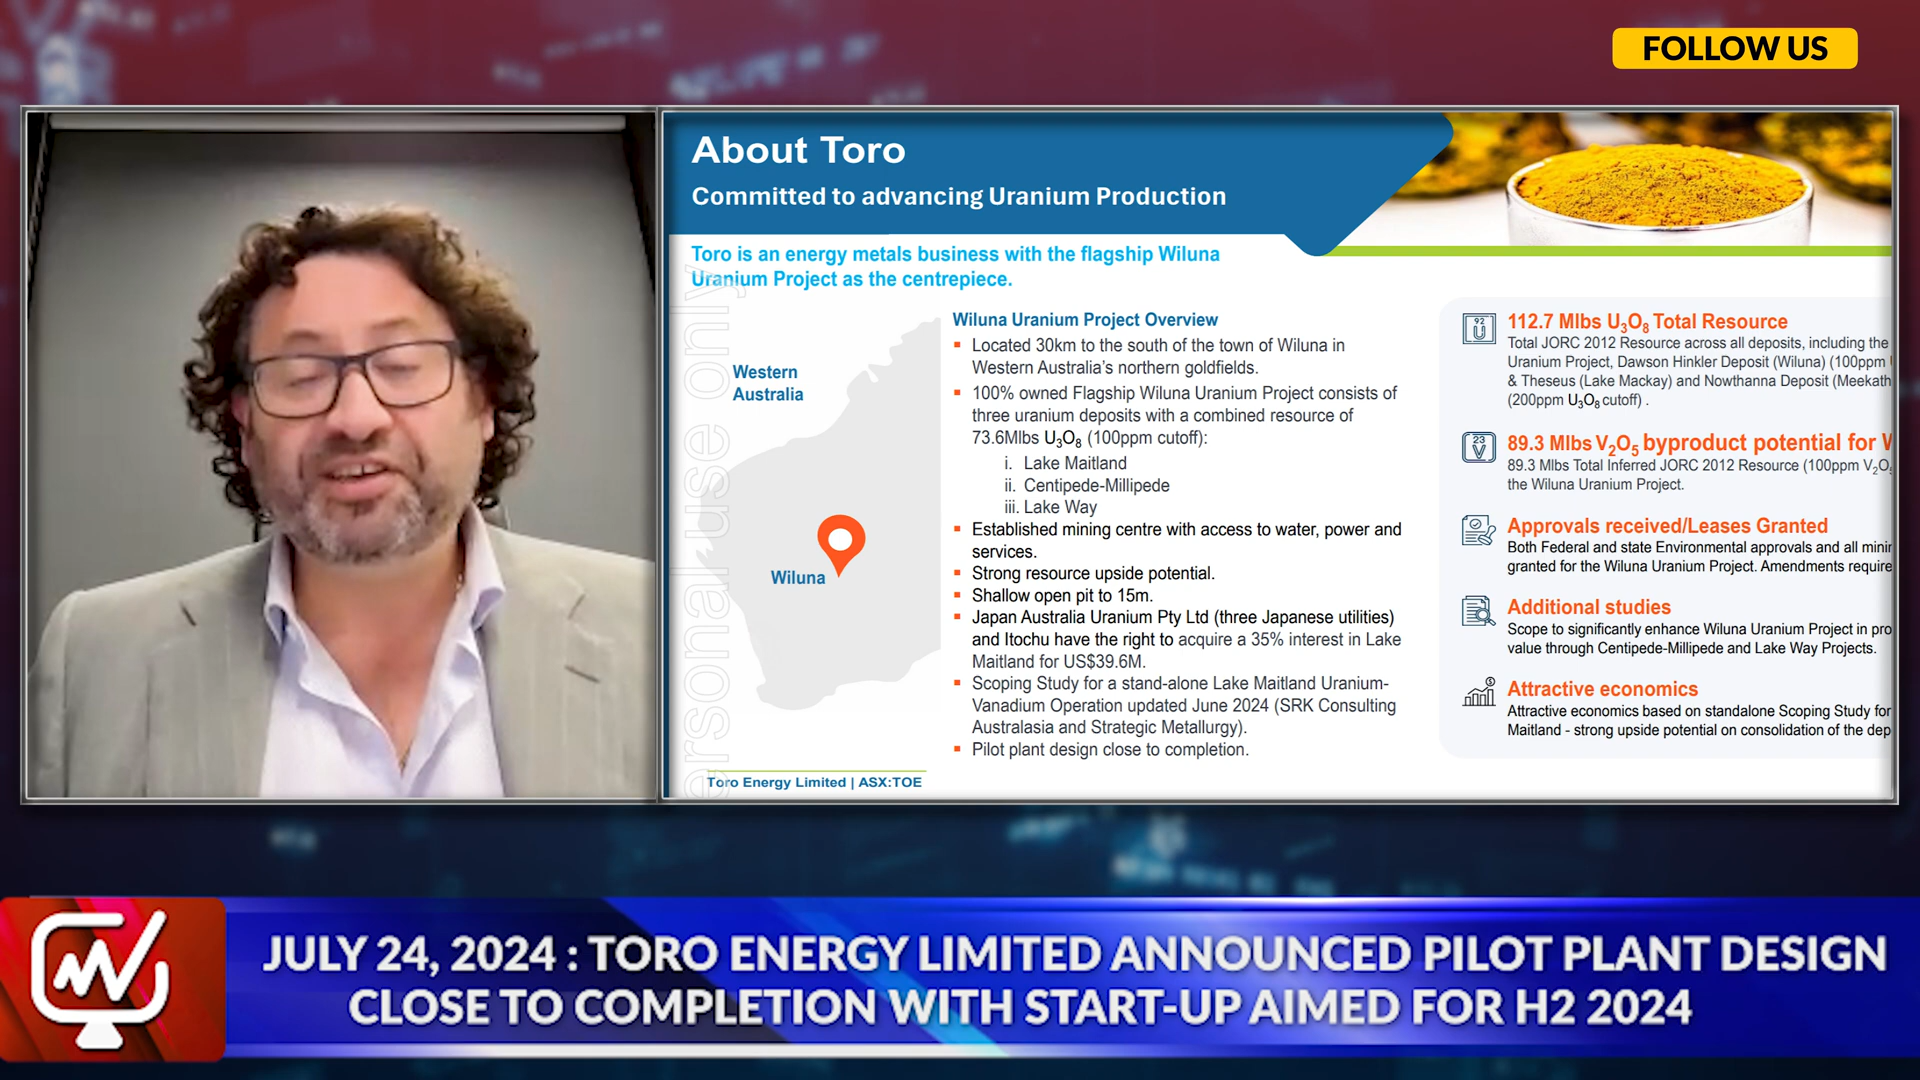 FOLLOW US
About Toro
Committed to advancing Uranium Production
Toro is an energy metals business with the flagship Wiluna
Uranium Project as the centrepiece.
ersonal use only
Western
Australia
Wiluna
Wiluna Uranium Project Overview
▪ Located 30km to the south of the town of Wiluna in
Western Australia’s northern goldfields.
▪ 100% owned Flagship Wiluna Uranium Project consists of
three uranium deposits with a combined resource of
73.6Mlbs U₃O₈ (100ppm cutoff):
i. Lake Maitland
ii. Centipede-Millipede
iii. Lake Way
▪ Established mining centre with access to water, power and
services.
▪ Strong resource upside potential.
▪ Shallow open pit to 15m.
▪ Japan Australia Uranium Pty Ltd (three Japanese utilities)
and Itochu have the right to acquire a 35% interest in Lake
Maitland for US$39.6M.
▪ Scoping Study for a stand-alone Lake Maitland Uranium-
Vanadium Operation updated June 2024 (SRK Consulting
Australasia and Strategic Metallurgy).
▪ Pilot plant design close to completion.
Toro Energy Limited | ASX:TOE
92
U
112.7 Mlbs U₃O₈ Total Resource
Total JORC 2012 Resource across all deposits, including the
Uranium Project, Dawson Hinkler Deposit (Wiluna) (100ppm
& Theseus (Lake Mackay) and Nowthanna Deposit (Meekath
(200ppm U₃O₈ cutoff) .
23
V
89.3 Mlbs V₂O₅ byproduct potential for W
89.3 Mlbs Total Inferred JORC 2012 Resource (100ppm V₂O₅
the Wiluna Uranium Project.
Approvals received/Leases Granted
Both Federal and state Environmental approvals and all minin
granted for the Wiluna Uranium Project. Amendments require
Additional studies
Scope to significantly enhance Wiluna Uranium Project in pro
value through Centipede-Millipede and Lake Way Projects.
Attractive economics
Attractive economics based on standalone Scoping Study for
Maitland - strong upside potential on consolidation of the dep
JULY 24, 2024 : TORO ENERGY LIMITED ANNOUNCED PILOT PLANT DESIGN
CLOSE TO COMPLETION WITH START-UP AIMED FOR H2 2024